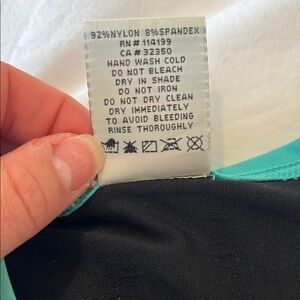 92%NYLON 8%SPANDEX
RN# 114199
CA# 32350
HAND WASH COLD
DO NOT BLEACH
DRY IN SHADE
DO NOT IRON
DO NOT DRY CLEAN
DRY IMMEDIATELY
TO AVOID BLEEDING
RINSE THOROUGHLY